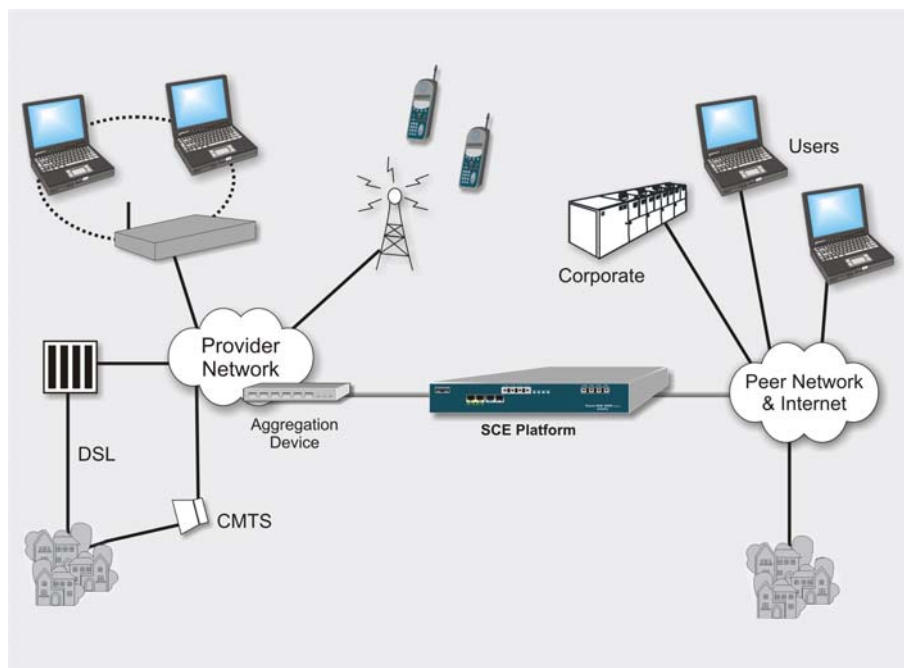 Users
Corporate
Provider
Network
Peer Network
& Internet
Aggregation
Device
SCE Platform
DSL
CMTS